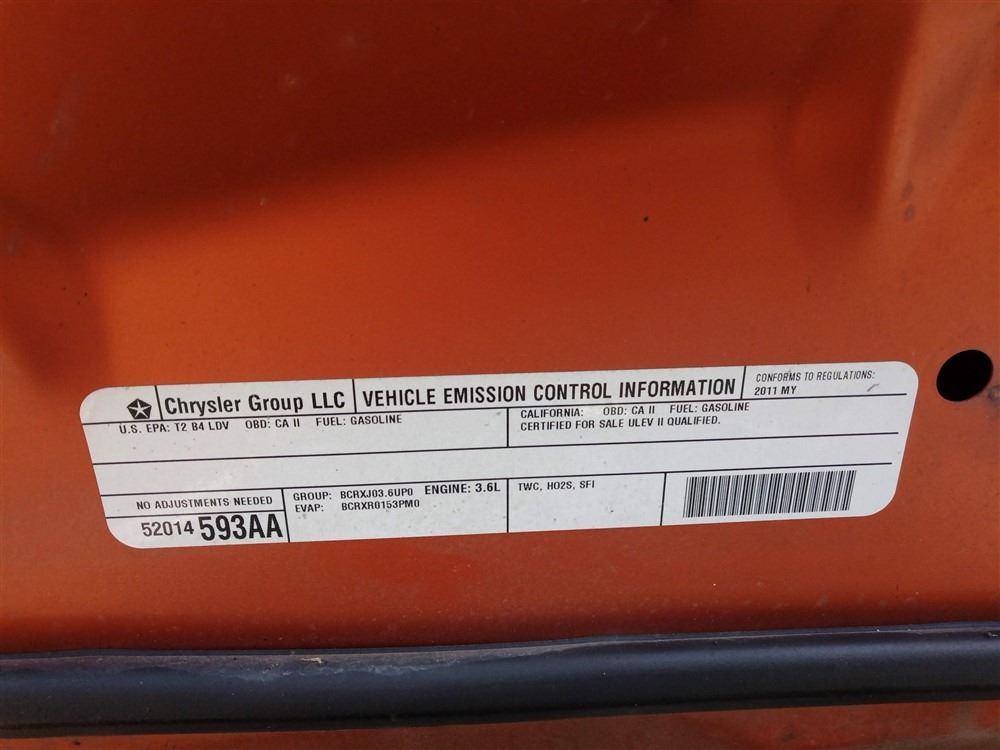 Chrysler Group LLC
VEHICLE EMISSION CONTROL INFORMATION
CONFORMS TO REGULATIONS:
2011 MY
U.S. EPA: T2 B4 LDV OBD: CA II FUEL: GASOLINE
CALIFORNIA: OBD: CA II FUEL: GASOLINE
CERTIFIED FOR SALE ULEV II QUALIFIED.
NO ADJUSTMENTS NEEDED
52014 593AA
GROUP: BCRXJ03.6UP0 ENGINE: 3.6L
EVAP: BCRXR0153PM0
TWC, HO2S, SFI